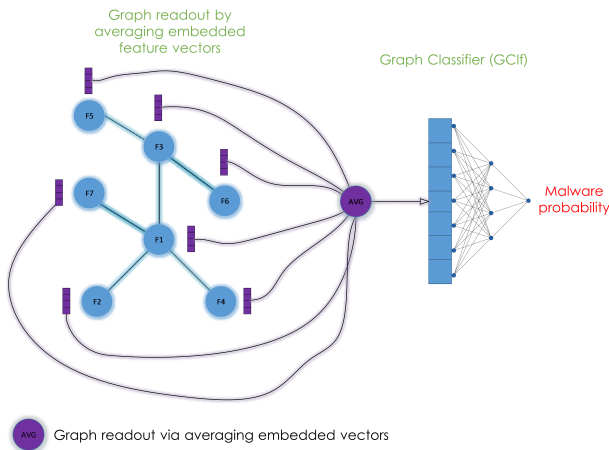 Graph readout by
averaging embedded
feature vectors
Graph Classifier (GClf)
F5
F3
F7
F6
AVG
Malware
probability
F1
F2
F4
AVG Graph readout via averaging embedded vectors